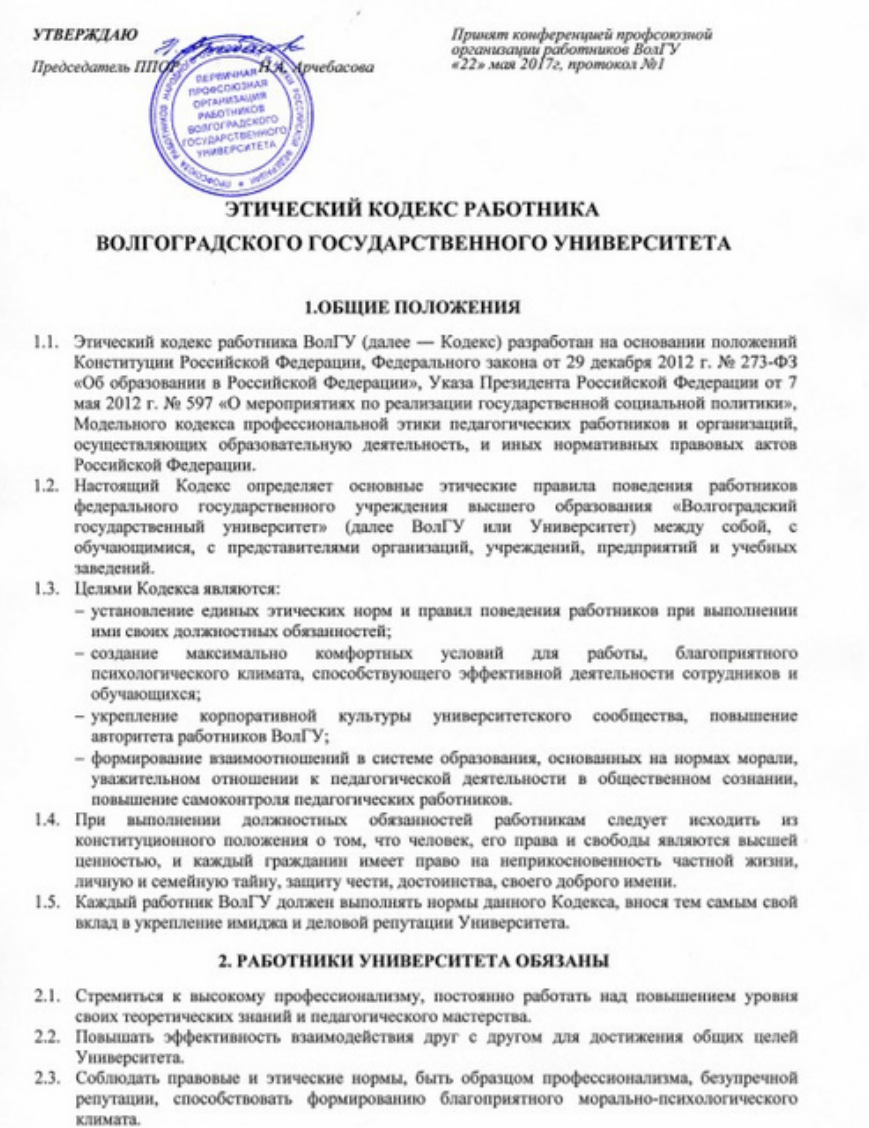 УТВЕРЖДАЮ
Председатель ППОР Н.А. Арчебасова
Принят конференцией профсоюзной
организации работников ВолГУ
«22» мая 2017г, протокол №1
ПЕРВИЧНАЯ
ПРОФСОЮЗНАЯ
ОРГАНИЗАЦИЯ
РАБОТНИКОВ
ВОЛГОГРАДСКОГО
ГОСУДАРСТВЕННОГО
УНИВЕРСИТЕТА
ЭТИЧЕСКИЙ КОДЕКС РАБОТНИКА
ВОЛГОГРАДСКОГО ГОСУДАРСТВЕННОГО УНИВЕРСИТЕТА
1.ОБЩИЕ ПОЛОЖЕНИЯ
1.1. Этический кодекс работника ВолГУ (далее — Кодекс) разработан на основании положений
Конституции Российской Федерации, Федерального закона от 29 декабря 2012 г. № 273-ФЗ
«Об образовании в Российской Федерации», Указа Президента Российской Федерации от 7
мая 2012 г. № 597 «О мероприятиях по реализации государственной социальной политики»,
Модельного кодекса профессиональной этики педагогических работников и организаций,
осуществляющих образовательную деятельность, и иных нормативных правовых актов
Российской Федерации.
1.2. Настоящий Кодекс определяет основные этические правила поведения работников
федерального государственного учреждения высшего образования «Волгоградский
государственный университет» (далее ВолГУ или Университет) между собой, с
обучающимися, с представителями организаций, учреждений, предприятий и учебных
заведений.
1.3. Целями Кодекса являются:
– установление единых этических норм и правил поведения работников при выполнении
ими своих должностных обязанностей;
– создание максимально комфортных условий для работы, благоприятного
психологического климата, способствующего эффективной деятельности сотрудников и
обучающихся;
– укрепление корпоративной культуры университетского сообщества, повышение
авторитета работников ВолГУ;
– формирование взаимоотношений в системе образования, основанных на нормах морали,
уважительном отношении к педагогической деятельности в общественном сознании,
повышение самоконтроля педагогических работников.
1.4. При выполнении должностных обязанностей работникам следует исходить из
конституционного положения о том, что человек, его права и свободы являются высшей
ценностью, и каждый гражданин имеет право на неприкосновенность частной жизни,
личную и семейную тайну, защиту чести, достоинства, своего доброго имени.
1.5. Каждый работник ВолГУ должен выполнять нормы данного Кодекса, внося тем самым свой
вклад в укрепление имиджа и деловой репутации Университета.
2. РАБОТНИКИ УНИВЕРСИТЕТА ОБЯЗАНЫ
2.1. Стремиться к высокому профессионализму, постоянно работать над повышением уровня
своих теоретических знаний и педагогического мастерства.
2.2. Повышать эффективность взаимодействия друг с другом для достижения общих целей
Университета.
2.3. Соблюдать правовые и этические нормы, быть образцом профессионализма, безупречной
репутации, способствовать формированию благоприятного морально-психологического
климата.